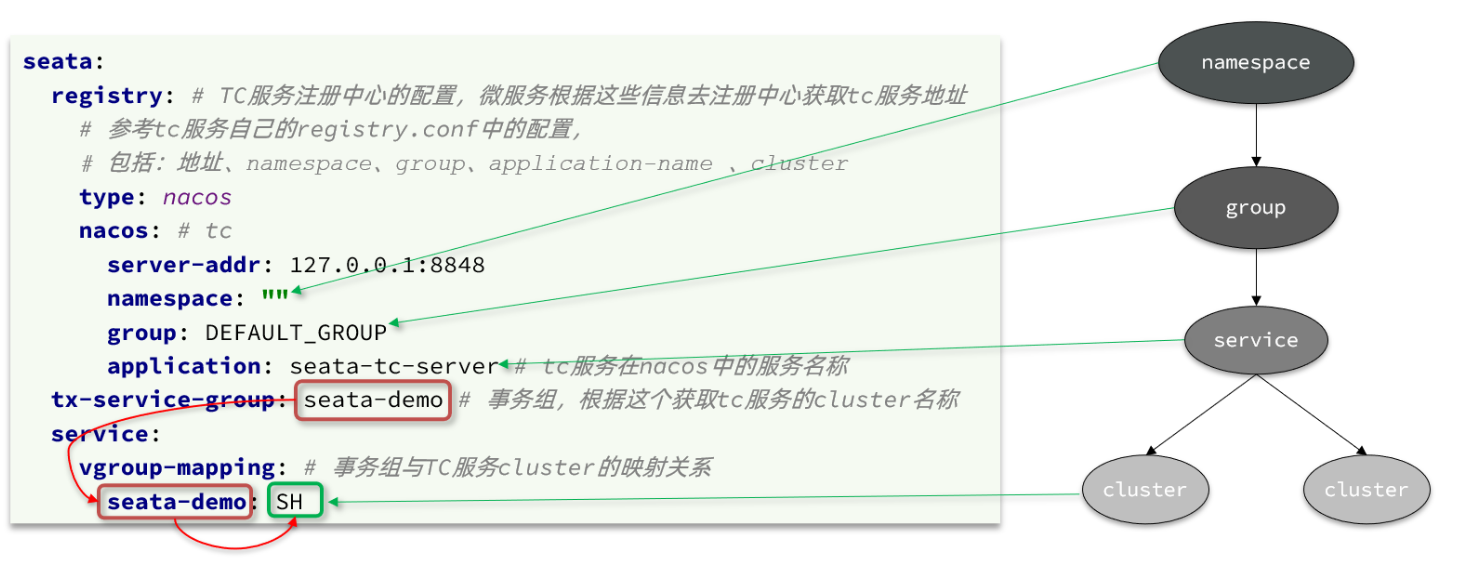 seata:
registry: # TC服务注册中心的配置，微服务根据这些信息去注册中心获取tc服务地址
# 参考tc服务自己的registry.conf中的配置，
# 包括：地址、namespace、group、application-name 、cluster
type: nacos
nacos: # tc
server-addr: 127.0.0.1:8848
namespace: ""
group: DEFAULT_GROUP
application: seata-tc-server # tc服务在nacos中的服务名称
tx-service-group: seata-demo # 事务组，根据这个获取tc服务的cluster名称
service:
vgroup-mapping: # 事务组与TC服务cluster的映射关系
seata-demo: SH
namespace
group
service
cluster
cluster